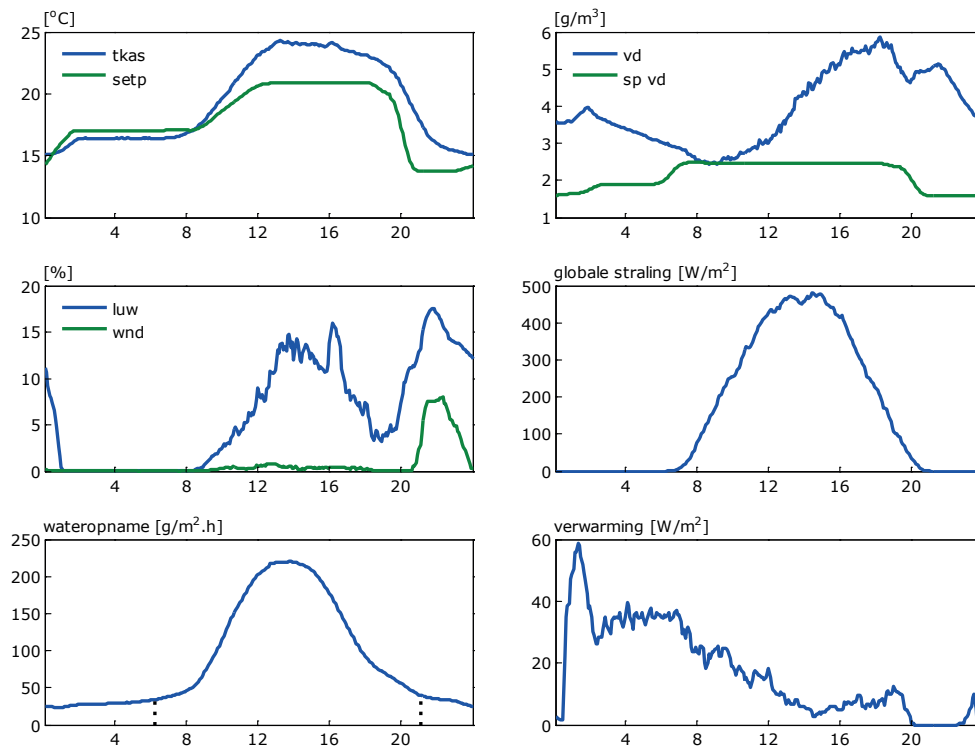 [°C]
25
20
15
10
tkas
setp
4 8 12 16 20
[g/m³]
6
5
4
3
2
1
vd
sp vd
4 8 12 16 20
[%]
20
15
10
5
0
luw
wnd
4 8 12 16 20
globale straling [W/m²]
500
400
300
200
100
0
4 8 12 16 20
wateropname [g/m².h]
250
200
150
100
50
0
4 8 12 16 20
verwarming [W/m²]
60
40
20
0
4 8 12 16 20